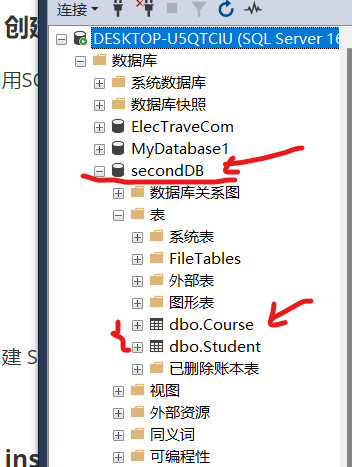 连接
创建
DESKTOP-U5QTCIU (SQL Server 16
数据库
用SQ
系统数据库
数据库快照
ElecTraveCom
MyDatabase1
secondDB
数据库关系图
表
系统表
FileTables
外部表
图形表
dbo.Course
dbo.Student
建 S
已删除账本表
视图
外部资源
同义词
ins
可编程性